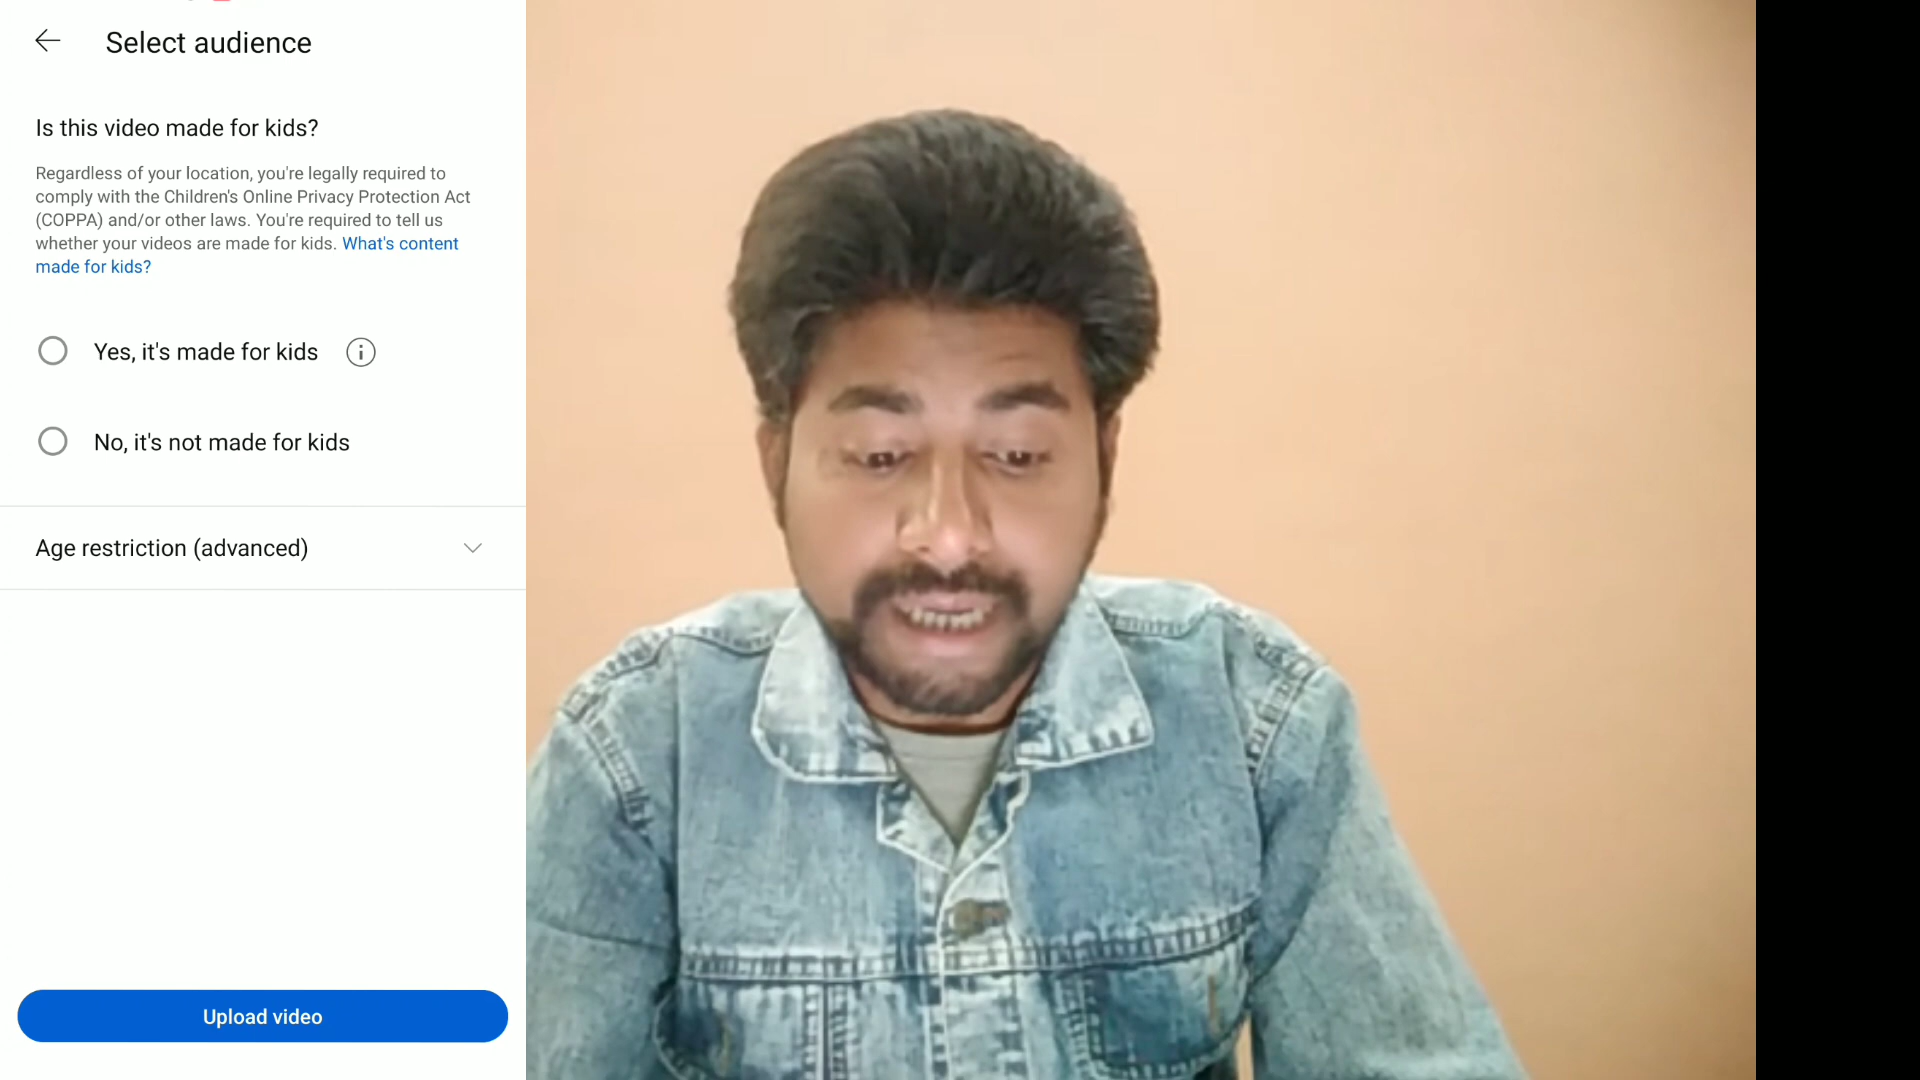 Select audience
Is this video made for kids?
Regardless of your location, you're legally required to
comply with the Children's Online Privacy Protection Act
(COPPA) and/or other laws. You're required to tell us
whether your videos are made for kids. What's content
made for kids?
Yes, it's made for kids
No, it's not made for kids
Age restriction (advanced)
Upload video